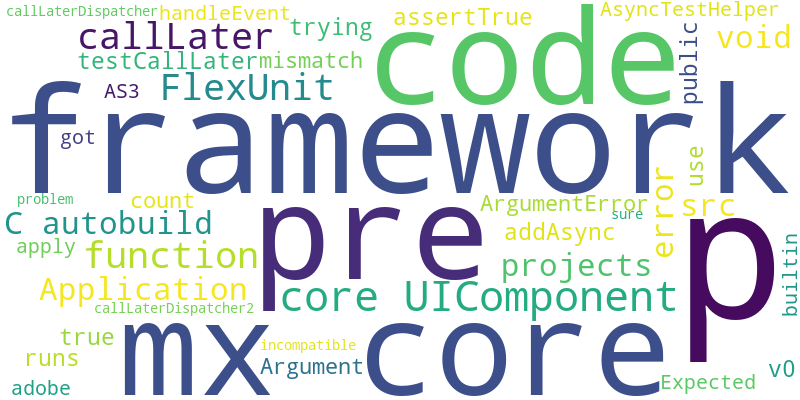 callLaterDispatcher
handleEvent
trying
assertTrue
code
AsyncTestHelper
callLater
public
void
testCallLater
mismatch
AS3
FlexUnit
framework
got
use
problem
count
pre
ArgumentError
sure
error
src
p
C autobuild
addAsync
builtin
apply
function
projects
Application
core UIComponent
callLaterDispatcher2
mx
core
true
incompatible
runs
Argument
v0
adobe
Expected